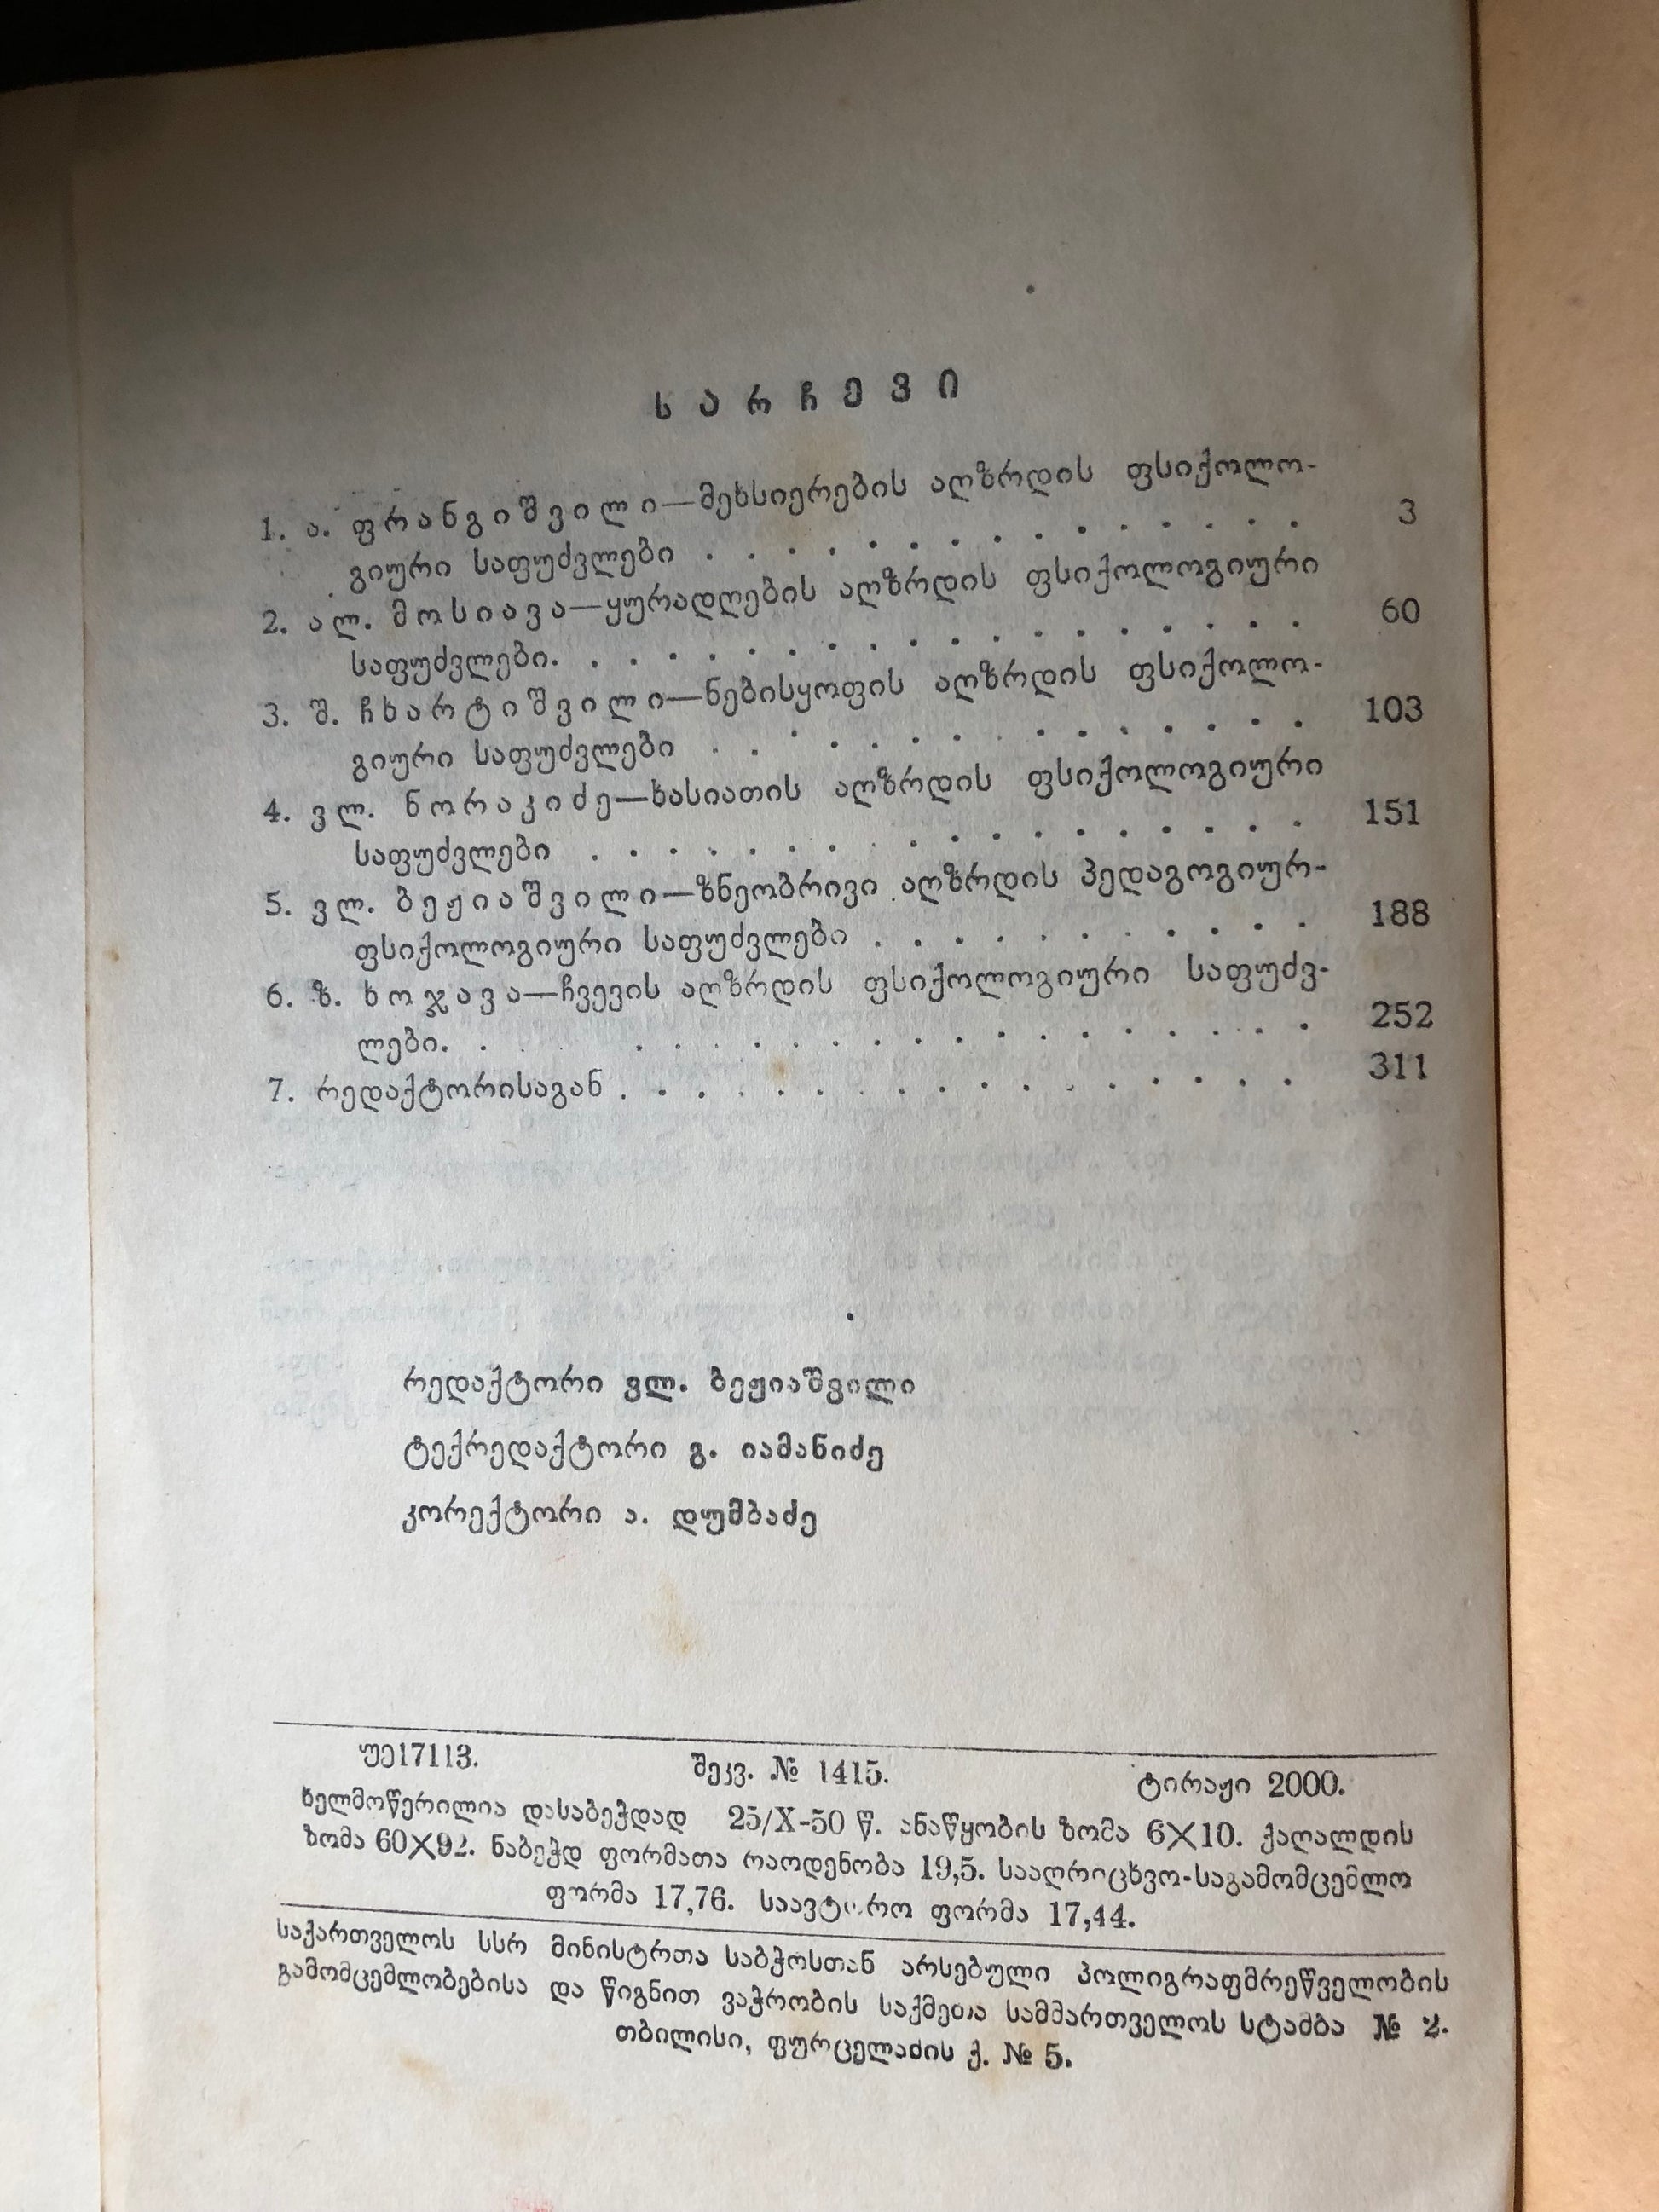 სარჩევი
1. ა. ფრანგიშვილი—მეხსიერების აღზრდის ფსიქოლო-
გიური საფუძვლები . . . . . . . . . . . . . . . 3
2. ალ. მოსიავა—ყურადღების აღზრდის ფსიქოლოგიური
საფუძვლები. . . . . . . . . . . . . . . . . . . 60
3. შ. ჩხარტიშვილი—ნებისყოფის აღზრდის ფსიქოლო-
გიური საფუძვლები . . . . . . . . . . . . . . . 103
4. ვლ. ნორაკიძე—ხასიათის აღზრდის ფსიქოლოგიური
საფუძვლები . . . . . . . . . . . . . . . . . . 151
5. ვლ. ბეჟიაშვილი—ზნეობრივი აღზრდის პედაგოგიურ-
ფსიქოლოგიური საფუძვლები . . . . . . . . . . . 188
6. ზ. ხოჯავა—ჩვევის აღზრდის ფსიქოლოგიური საფუძვ-
ლები. . . . . . . . . . . . . . . . . . . . 252
7. რედაქტორისაგან . . . . . . . . . . . . . . . . . 311
რედაქტორი ვლ. ბეჟიაშვილი
ტექრედაქტორი გ. იამანიძე
კორექტორი ა. დუმბაძე
უე17113. შეკვ. № 1415. ტირაჟი 2000.
ხელმოწერილია დასაბეჭდად 25/X-50 წ. ანაწყობის ზომა 6X10. ქაღალდის
ზომა 60X92. ნაბეჭდ ფორმათა რაოდენობა 19,5. სააღრიცხვო-საგამომცემლო
ფორმა 17,76. საავტორო ფორმა 17,44.
საქართველოს სსრ მინისტრთა საბჭოსთან არსებული პოლიგრაფმრეწველობის
გამომცემლობებისა და წიგნით ვაჭრობის საქმეთა სამმართველოს სტამბა № 2.
თბილისი, ფურცელაძის ქ. № 5.